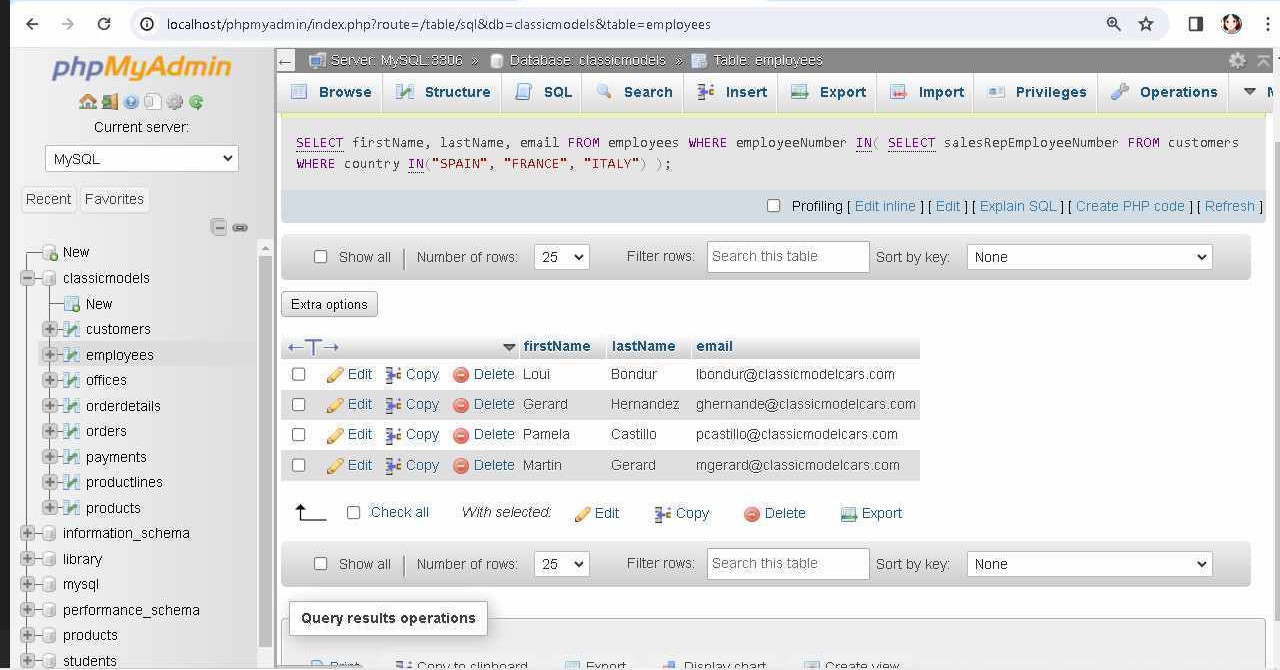 localhost/phpmyadmin/index.php?route=/table/sql&db=classicmodels&table=employees
phpMyAdmin
Current server:
MySQL
Recent Favorites
New
classicmodels
New
customers
employees
offices
orderdetails
orders
payments
productlines
products
information_schema
library
mysql
performance_schema
products
students
Server: MySQL:3306 » Database: classicmodels » Table: employees
Browse Structure SQL Search Insert Export Import Privileges Operations M
SELECT firstName, lastName, email FROM employees WHERE employeeNumber IN( SELECT salesRepEmployeeNumber FROM customers
WHERE country IN("SPAIN", "FRANCE", "ITALY") );
Profiling [ Edit inline ] [ Edit ] [ Explain SQL ] [ Create PHP code ] [ Refresh ]
Show all Number of rows: 25 Filter rows: Search this table Sort by key: None
Extra options
←T→ firstName lastName email
Edit Copy Delete Loui Bondur lbondur@classicmodelcars.com
Edit Copy Delete Gerard Hernandez ghernande@classicmodelcars.com
Edit Copy Delete Pamela Castillo pcastillo@classicmodelcars.com
Edit Copy Delete Martin Gerard mgerard@classicmodelcars.com
Check all With selected: Edit Copy Delete Export
Show all Number of rows: 25 Filter rows: Search this table Sort by key: None
Query results operations
Print Copy to clipboard Export Display chart Create view